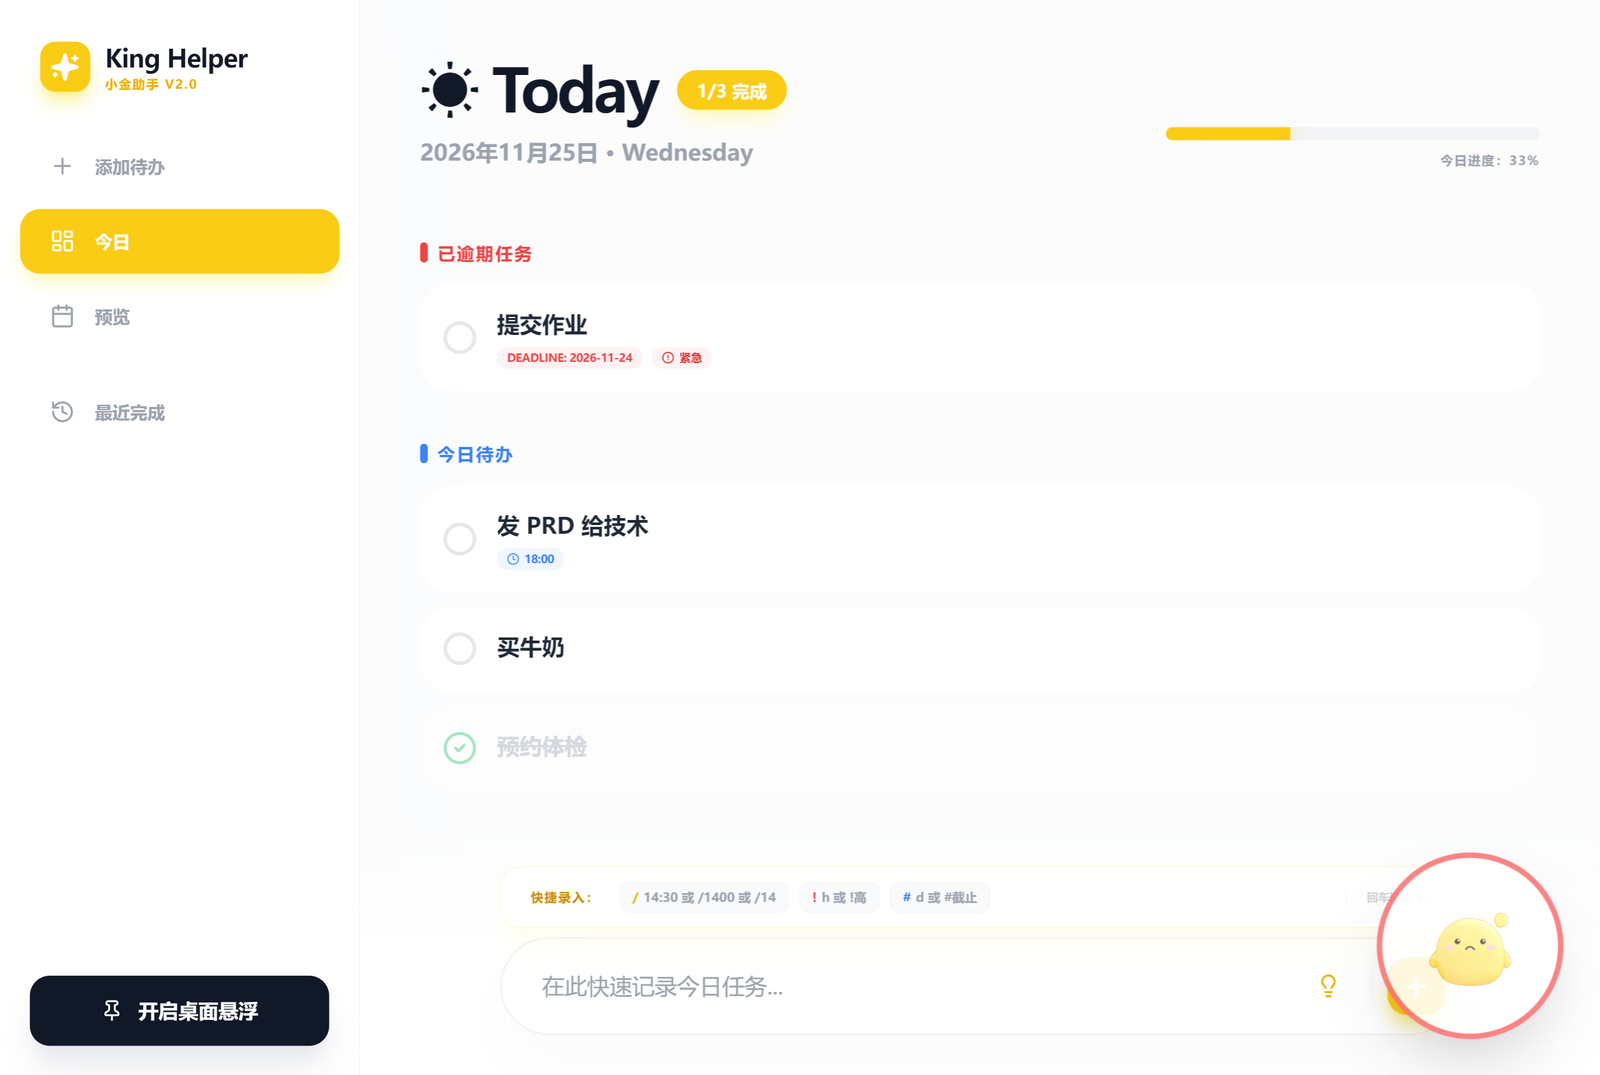 King Helper
小金助手 V2.0
添加待办
今日
预览
最近完成
开启桌面悬浮
Today
1/3 完成
2026年11月25日 • Wednesday
今日进度：33%
已逾期任务
提交作业
DEADLINE: 2026-11-24
紧急
今日待办
发 PRD 给技术
18:00
买牛奶
预约体检
快捷录入：
/ 14:30 或 /1400 或 /14
! h 或 !高
# d 或 #截止
回车
在此快速记录今日任务...